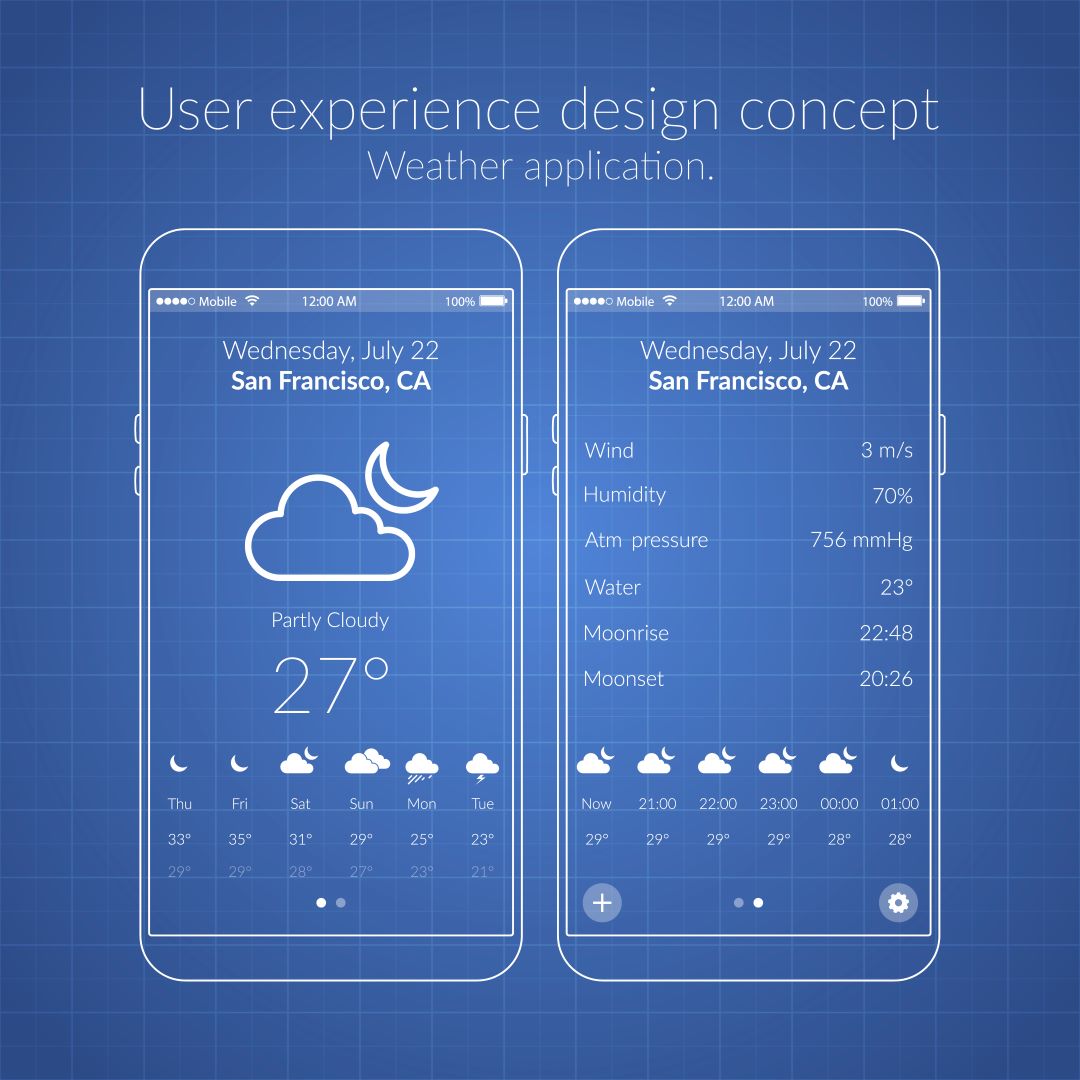 User experience design concept
Weather application.
Mobile 12:00 AM 100%
Wednesday, July 22
San Francisco, CA
Partly Cloudy
27°
Thu Fri Sat Sun Mon Tue
33° 35° 31° 29° 25° 23°
29° 29° 28° 27° 23° 21°
Mobile 12:00 AM 100%
Wednesday, July 22
San Francisco, CA
Wind 3 m/s
Humidity 70%
Atm pressure 756 mmHg
Water 23°
Moonrise 22:48
Moonset 20:26
Now 21:00 22:00 23:00 00:00 01:00
29° 29° 29° 29° 28° 28°